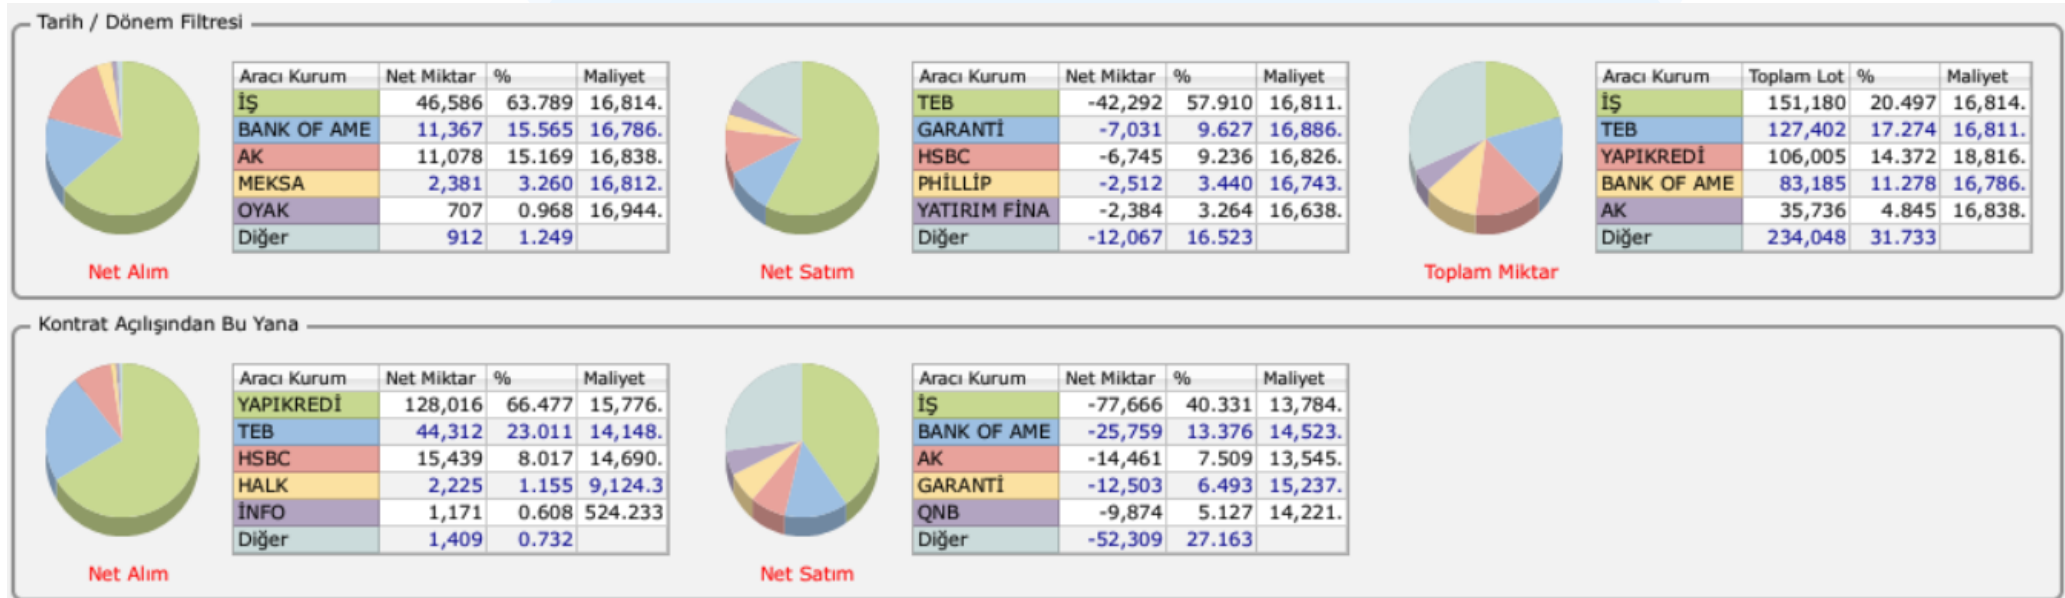 Tarih / Dönem Filtresi
Aracı Kurum Net Miktar % Maliyet
İŞ 46,586 63.789 16,814.
BANK OF AME 11,367 15.565 16,786.
AK 11,078 15.169 16,838.
MEKSA 2,381 3.260 16,812.
OYAK 707 0.968 16,944.
Diğer 912 1.249
Net Alım
Aracı Kurum Net Miktar % Maliyet
TEB -42,292 57.910 16,811.
GARANTİ -7,031 9.627 16,886.
HSBC -6,745 9.236 16,826.
PHİLLİP -2,512 3.440 16,743.
YATIRIM FİNA -2,384 3.264 16,638.
Diğer -12,067 16.523
Net Satım
Aracı Kurum Toplam Lot % Maliyet
İŞ 151,180 20.497 16,814.
TEB 127,402 17.274 16,811.
YAPIKREDİ 106,005 14.372 18,816.
BANK OF AME 83,185 11.278 16,786.
AK 35,736 4.845 16,838.
Diğer 234,048 31.733
Toplam Miktar
Kontrat Açılışından Bu Yana
Aracı Kurum Net Miktar % Maliyet
YAPIKREDİ 128,016 66.477 15,776.
TEB 44,312 23.011 14,148.
HSBC 15,439 8.017 14,690.
HALK 2,225 1.155 9,124.3
İNFO 1,171 0.608 524.233
Diğer 1,409 0.732
Net Alım
Aracı Kurum Net Miktar % Maliyet
İŞ -77,666 40.331 13,784.
BANK OF AME -25,759 13.376 14,523.
AK -14,461 7.509 13,545.
GARANTİ -12,503 6.493 15,237.
QNB -9,874 5.127 14,221.
Diğer -52,309 27.163
Net Satım